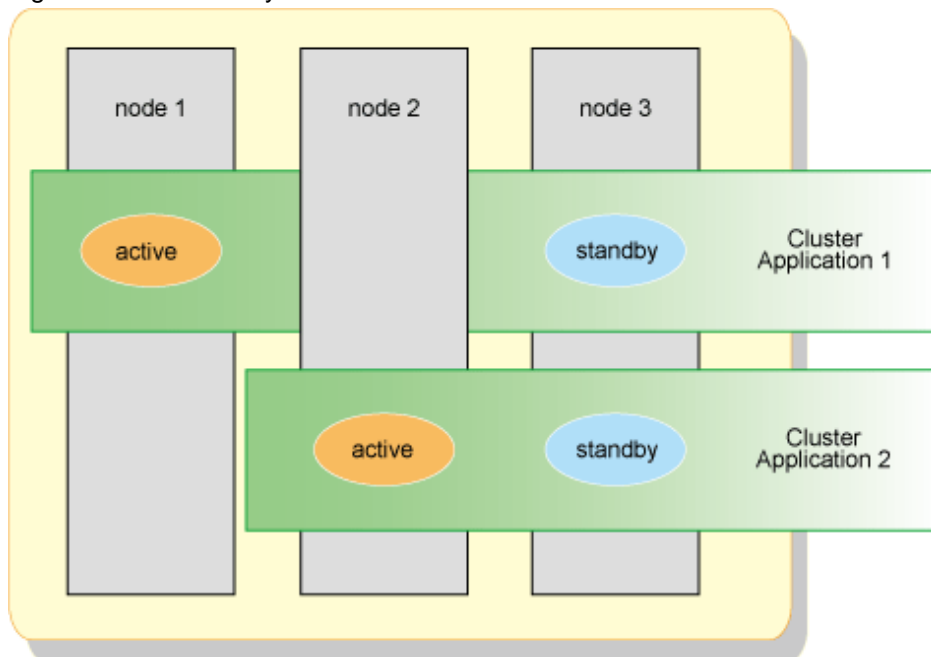 node 1
node 2
node 3
active
standby
Cluster
Application 1
active
standby
Cluster
Application 2